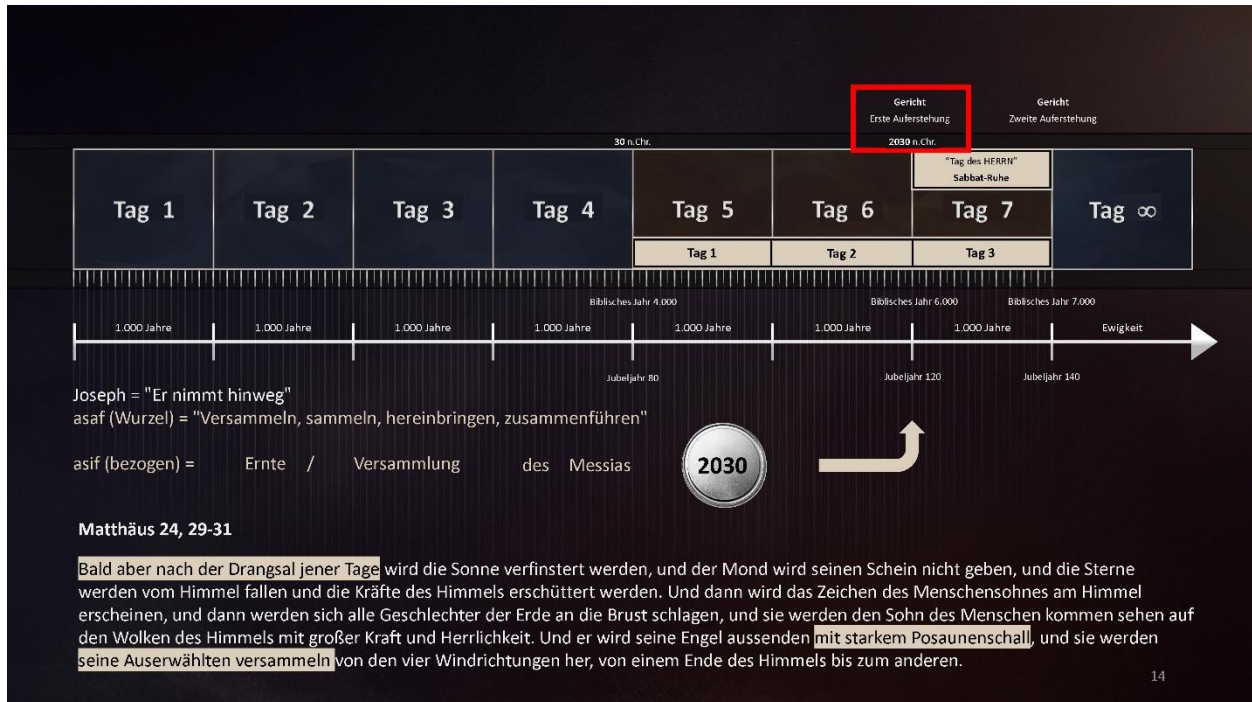 Gericht Gericht
Erste Auferstehung Zweite Auferstehung
30 n.Chr. 2030 n.Chr.
"Tag des HERRN"
Sabbat-Ruhe
Tag 1 Tag 2 Tag 3 Tag 4 Tag 5 Tag 6 Tag 7 Tag ∞
Tag 1 Tag 2 Tag 3
Biblisches Jahr 4.000 Biblisches Jahr 6.000 Biblisches Jahr 7.000
1.000 Jahre 1.000 Jahre 1.000 Jahre 1.000 Jahre 1.000 Jahre 1.000 Jahre 1.000 Jahre Ewigkeit
Jubeljahr 80 Jubeljahr 120 Jubeljahr 140
Joseph = "Er nimmt hinweg"
asaf (Wurzel) = "Versammeln, sammeln, hereinbringen, zusammenführen"
asif (bezogen) = Ernte / Versammlung des Messias 2030
Matthäus 24, 29-31
Bald aber nach der Drangsal jener Tage wird die Sonne verfinstert werden, und der Mond wird seinen Schein nicht geben, und die Sterne
werden vom Himmel fallen und die Kräfte des Himmels erschüttert werden. Und dann wird das Zeichen des Menschensohnes am Himmel
erscheinen, und dann werden sich alle Geschlechter der Erde an die Brust schlagen, und sie werden den Sohn des Menschen kommen sehen auf
den Wolken des Himmels mit großer Kraft und Herrlichkeit. Und er wird seine Engel aussenden mit starkem Posaunenschall, und sie werden
seine Auserwählten versammeln von den vier Windrichtungen her, von einem Ende des Himmels bis zum anderen.
14